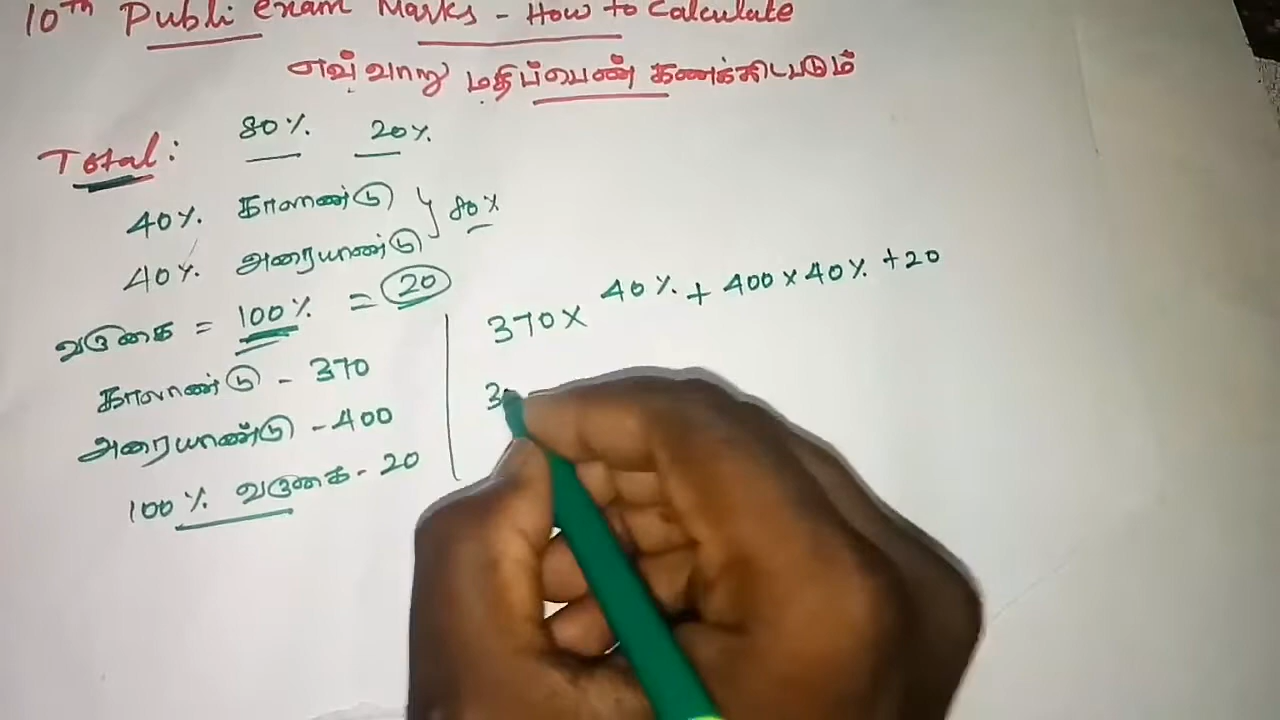 10th Publi exam Marks - How to Calculate
எவ்வாறு மதிப்பெண் கணக்கிடபடும்
Total: 80% 20%
40% காலாண்டு } 80%
40% அரையாண்டு
வருகை = 100% = 20
காலாண்டு - 370
அரையாண்டு - 400
100% வருகை - 20
370 x 40% + 400 x 40% + 20
3